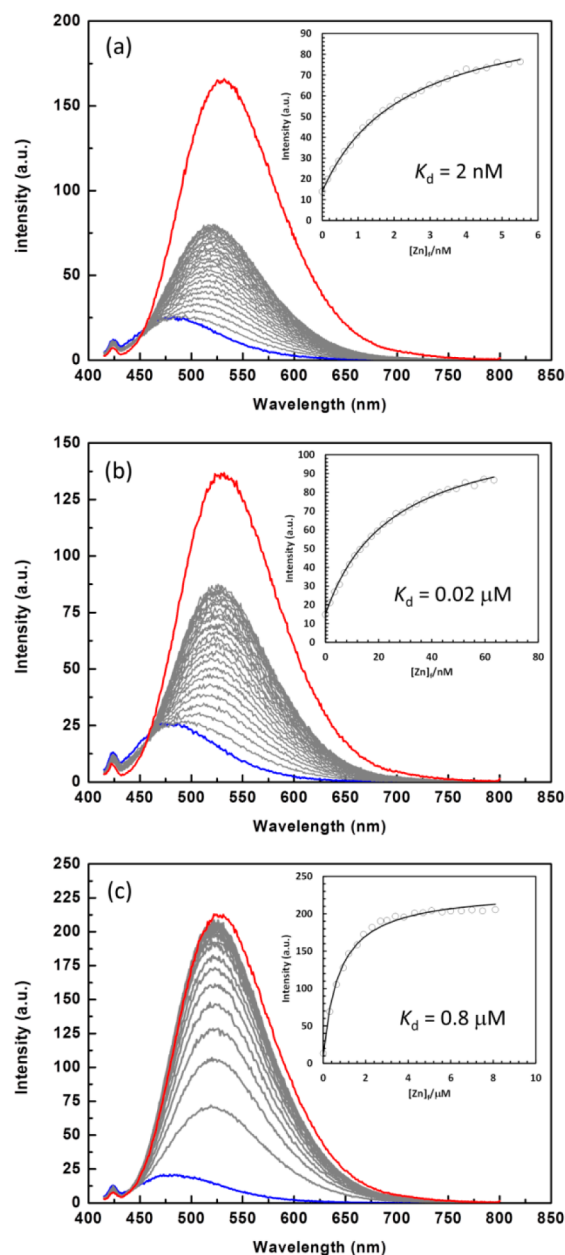 (a)
200
150
100
50
0
intensity (a.u.)
400 450 500 550 600 650 700 750 800 850
Wavelength (nm)
90
80
70
60
50
40
30
20
10
0
Intensity (a.u.)
Kd = 2 nM
0 1 2 3 4 5 6
[Zn]f/nM
(b)
150
125
100
75
50
25
0
Intensity (a.u.)
400 450 500 550 600 650 700 750 800 850
Wavelength (nm)
100
90
80
70
60
50
40
30
20
10
0
Intensity (a.u.)
Kd = 0.02 μM
0 20 40 60 80
[Zn]f/nM
(c)
250
225
200
175
150
125
100
75
50
25
0
Intensity (a.u.)
400 450 500 550 600 650 700 750 800 850
Wavelength (nm)
250
200
150
100
50
0
Intensity (a.u.)
Kd = 0.8 μM
0 2 4 6 8 10
[Zn]f/μM